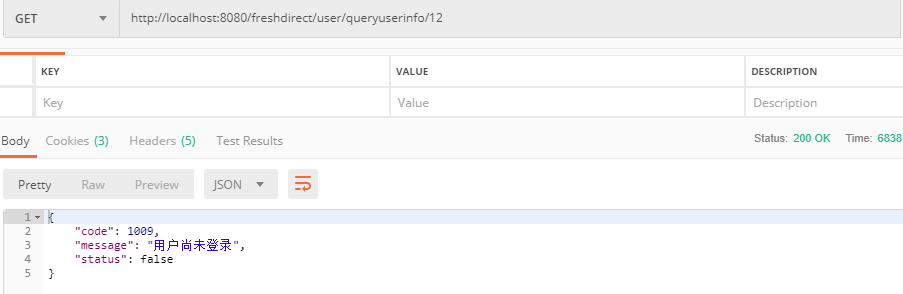 GET http://localhost:8080/freshdirect/user/queryuserinfo/12
KEY VALUE DESCRIPTION
Key Value Description
Body Cookies (3) Headers (5) Test Results Status: 200 OK Time: 6838
Pretty Raw Preview JSON
1 {
2 "code": 1009,
3 "message": "用户尚未登录",
4 "status": false
5 }